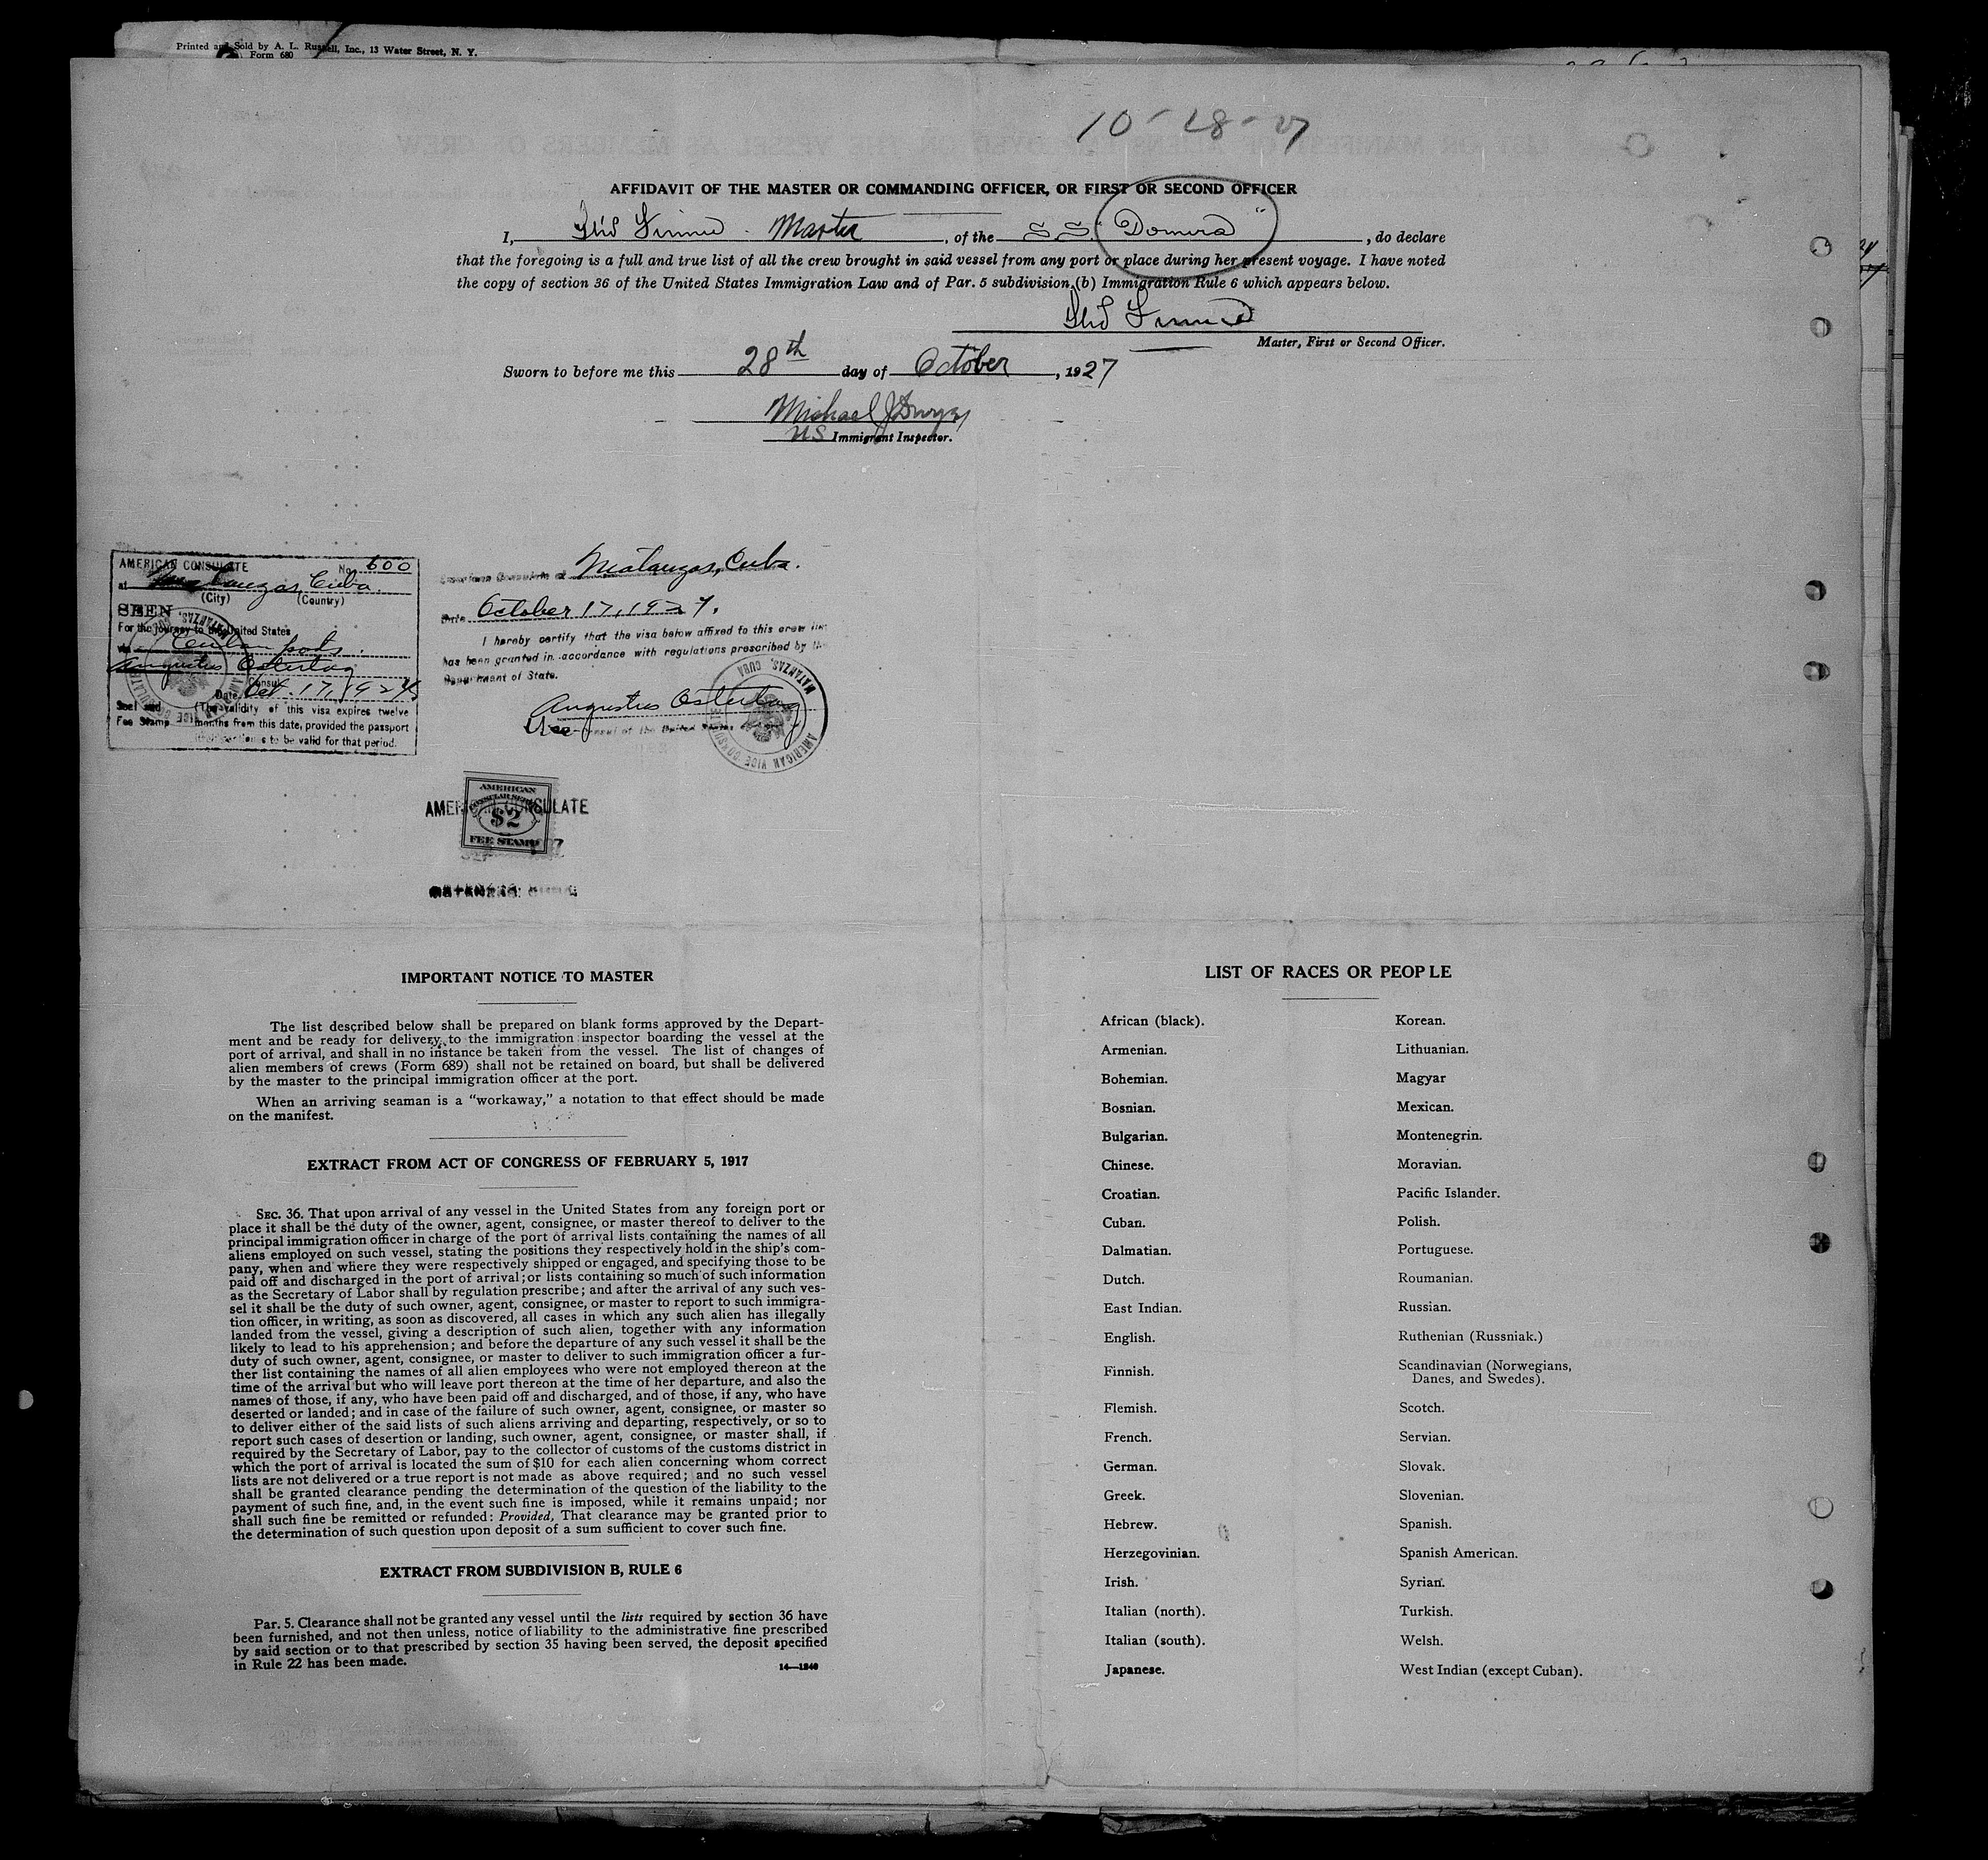 Printed and Sold by A. L. Russell, Inc., 13 Water Street, N. Y.
Form 680
10-28-27
AFFIDAVIT OF THE MASTER OR COMMANDING OFFICER, OR FIRST OR SECOND OFFICER
I, Master, of the S.S. "Domira", do declare
that the foregoing is a full and true list of all the crew brought in said vessel from any port or place during her present voyage. I have noted
the copy of section 36 of the United States Immigration Law and of Par. 5 subdivision (b) Immigration Rule 6 which appears below.
Master, First or Second Officer.
Sworn to before me this 28th day of October, 1927
Michael J
US Immigrant Inspector.
AMERICAN CONSULATE No. 600
at Matanzas, Cuba.
(City) (Country)
SEEN
For the journey to the United States
via Cuban ports.
Augustus Ostertag
Consul
Date Oct. 17, 1927
Seal and
Fee Stamp
(The validity of this visa expires twelve
months from this date, provided the passport
continues to be valid for that period.
American Consulate at Matanzas, Cuba.
Date October 17, 1927.
I hereby certify that the visa below affixed to this crew list
has been granted in accordance with regulations prescribed by the
Department of State.
Augustus Ostertag
Vice Consul of the United States
AMERICAN VICE CONSULATE MATANZAS, CUBA
AMERICAN CONSULATE
AMERICAN
CONSULAR SERVICE
$2
FEE STAMP
MATANZAS, CUBA
IMPORTANT NOTICE TO MASTER
The list described below shall be prepared on blank forms approved by the Depart-
ment and be ready for delivery to the immigration inspector boarding the vessel at the
port of arrival, and shall in no instance be taken from the vessel. The list of changes of
alien members of crews (Form 689) shall not be retained on board, but shall be delivered
by the master to the principal immigration officer at the port.
When an arriving seaman is a "workaway," a notation to that effect should be made
on the manifest.
EXTRACT FROM ACT OF CONGRESS OF FEBRUARY 5, 1917
SEC. 36. That upon arrival of any vessel in the United States from any foreign port or
place it shall be the duty of the owner, agent, consignee, or master thereof to deliver to the
principal immigration officer in charge of the port of arrival lists containing the names of all
aliens employed on such vessel, stating the positions they respectively hold in the ship's com-
pany, when and where they were respectively shipped or engaged, and specifying those to be
paid off and discharged in the port of arrival; or lists containing so much of such information
as the Secretary of Labor shall by regulation prescribe; and after the arrival of any such ves-
sel it shall be the duty of such owner, agent, consignee, or master to report to such immigra-
tion officer, in writing, as soon as discovered, all cases in which any such alien has illegally
landed from the vessel, giving a description of such alien, together with any information
likely to lead to his apprehension; and before the departure of any such vessel it shall be the
duty of such owner, agent, consignee, or master to deliver to such immigration officer a fur-
ther list containing the names of all alien employees who were not employed thereon at the
time of the arrival but who will leave port thereon at the time of her departure, and also the
names of those, if any, who have been paid off and discharged, and of those, if any, who have
deserted or landed; and in case of the failure of such owner, agent, consignee, or master so
to deliver either of the said lists of such aliens arriving and departing, respectively, or so to
report such cases of desertion or landing, such owner, agent, consignee, or master shall, if
required by the Secretary of Labor, pay to the collector of customs of the customs district in
which the port of arrival is located the sum of $10 for each alien concerning whom correct
lists are not delivered or a true report is not made as above required; and no such vessel
shall be granted clearance pending the determination of the question of the liability to the
payment of such fine, and, in the event such fine is imposed, while it remains unpaid; nor
shall such fine be remitted or refunded: Provided, That clearance may be granted prior to
the determination of such question upon deposit of a sum sufficient to cover such fine.
EXTRACT FROM SUBDIVISION B, RULE 6
Par. 5. Clearance shall not be granted any vessel until the lists required by section 36 have
been furnished, and not then unless, notice of liability to the administrative fine prescribed
by said section or to that prescribed by section 35 having been served, the deposit specified
in Rule 22 has been made.
14—1240
LIST OF RACES OR PEOPLE
African (black).
Armenian.
Bohemian.
Bosnian.
Bulgarian.
Chinese.
Croatian.
Cuban.
Dalmatian.
Dutch.
East Indian.
English.
Finnish.
Flemish.
French.
German.
Greek.
Hebrew.
Herzegovinian.
Irish.
Italian (north).
Italian (south).
Japanese.
Korean.
Lithuanian.
Magyar
Mexican.
Montenegrin.
Moravian.
Pacific Islander.
Polish.
Portuguese.
Roumanian.
Russian.
Ruthenian (Russniak.)
Scandinavian (Norwegians,
Danes, and Swedes).
Scotch.
Servian.
Slovak.
Slovenian.
Spanish.
Spanish American.
Syrian.
Turkish.
Welsh.
West Indian (except Cuban).